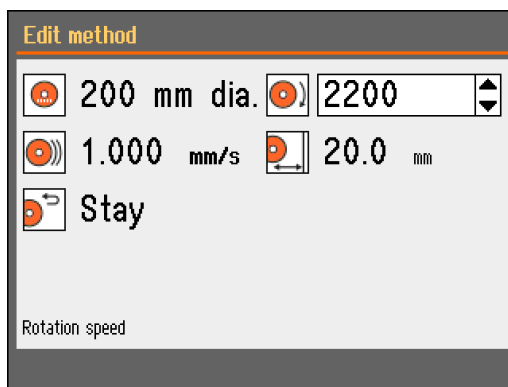 Edit method
200 mm dia. 2200
1.000 mm/s 20.0 mm
Stay
Rotation speed